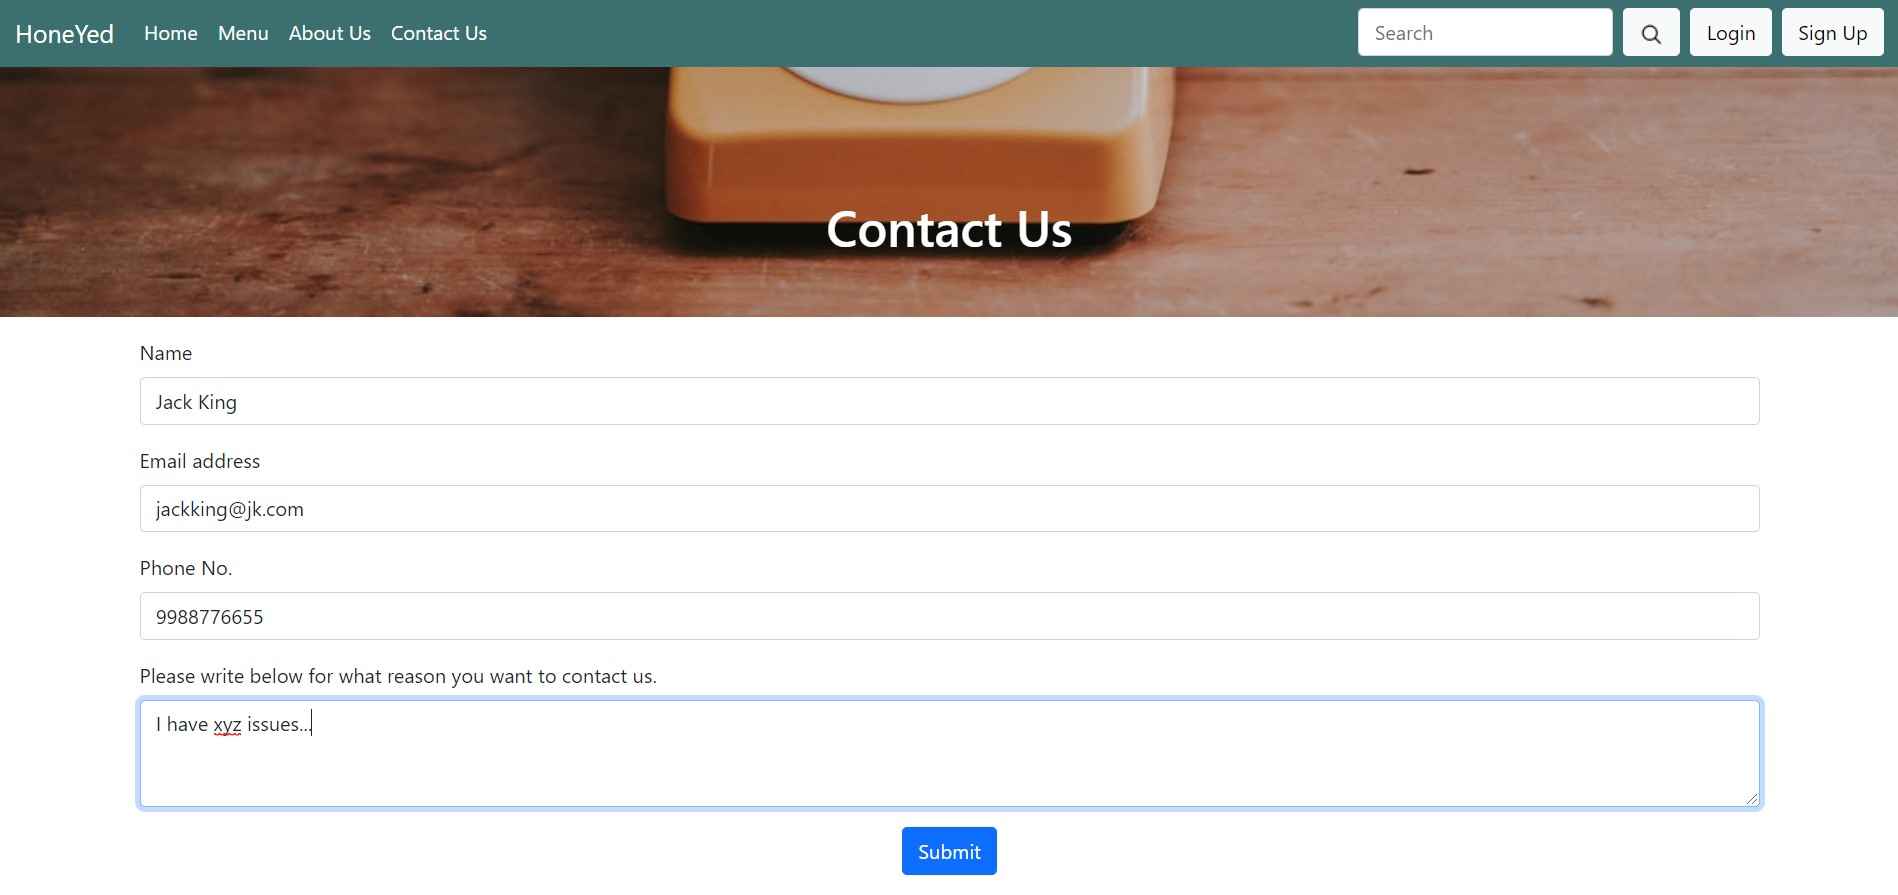 HoneYed Home Menu About Us Contact Us Search Login Sign Up
Contact Us
Name
Jack King
Email address
jackking@jk.com
Phone No.
9988776655
Please write below for what reason you want to contact us.
I have xyz issues...
Submit